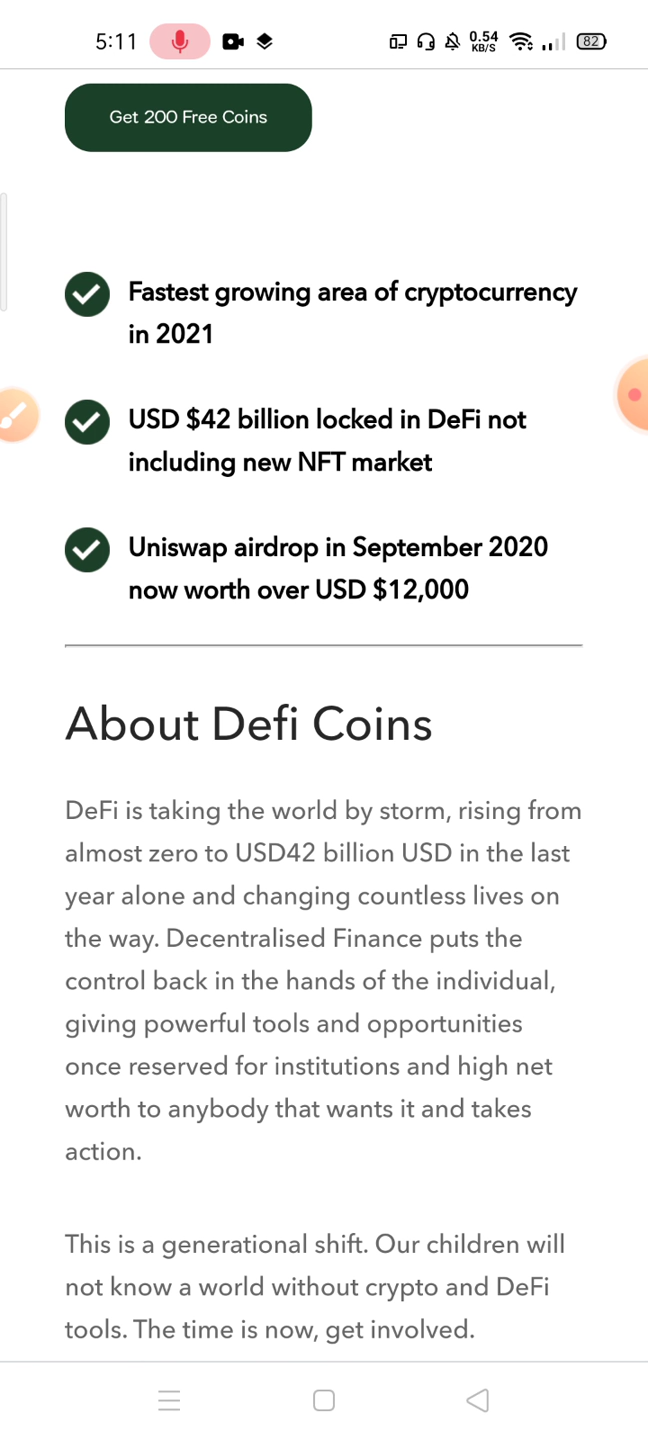 5:11
0.54
KB/S
82
Get 200 Free Coins
Fastest growing area of cryptocurrency
in 2021
USD $42 billion locked in DeFi not
including new NFT market
Uniswap airdrop in September 2020
now worth over USD $12,000
About Defi Coins
DeFi is taking the world by storm, rising from
almost zero to USD42 billion USD in the last
year alone and changing countless lives on
the way. Decentralised Finance puts the
control back in the hands of the individual,
giving powerful tools and opportunities
once reserved for institutions and high net
worth to anybody that wants it and takes
action.
This is a generational shift. Our children will
not know a world without crypto and DeFi
tools. The time is now, get involved.